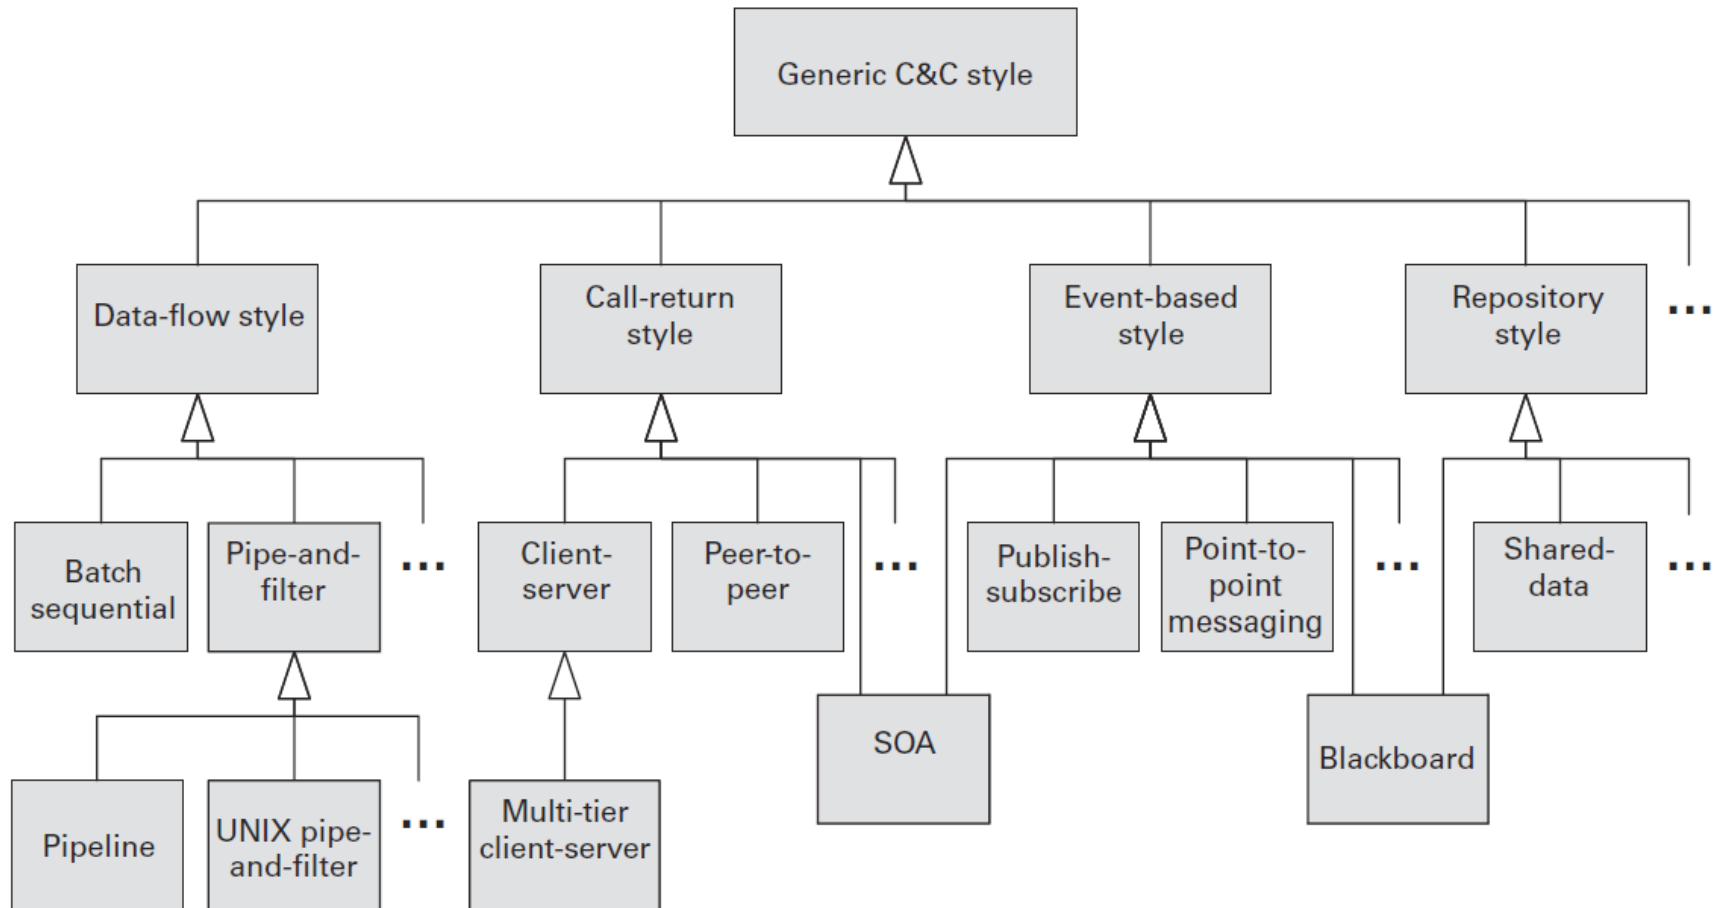 Generic C&C style
Data-flow style
Call-return
style
Event-based
style
Repository
style
...
Batch
sequential
Pipe-and-
filter
...
Client-
server
Peer-to-
peer
...
Publish-
subscribe
Point-to-
point
messaging
...
Shared-
data
...
SOA
Blackboard
Pipeline
UNIX pipe-
and-filter
...
Multi-tier
client-server